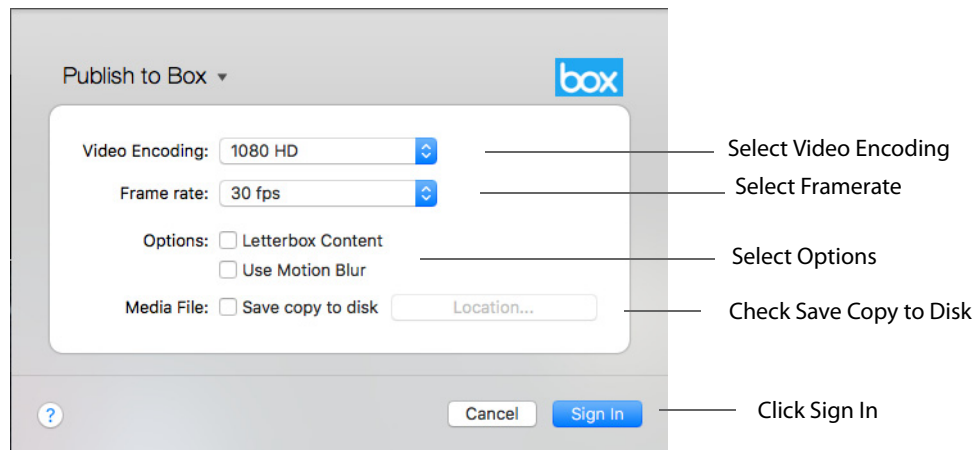 Publish to Box
box
Video Encoding: 1080 HD
Select Video Encoding
Frame rate: 30 fps
Select Framerate
Options: Letterbox Content
Use Motion Blur
Select Options
Media File: Save copy to disk Location...
Check Save Copy to Disk
? Cancel Sign In
Click Sign In